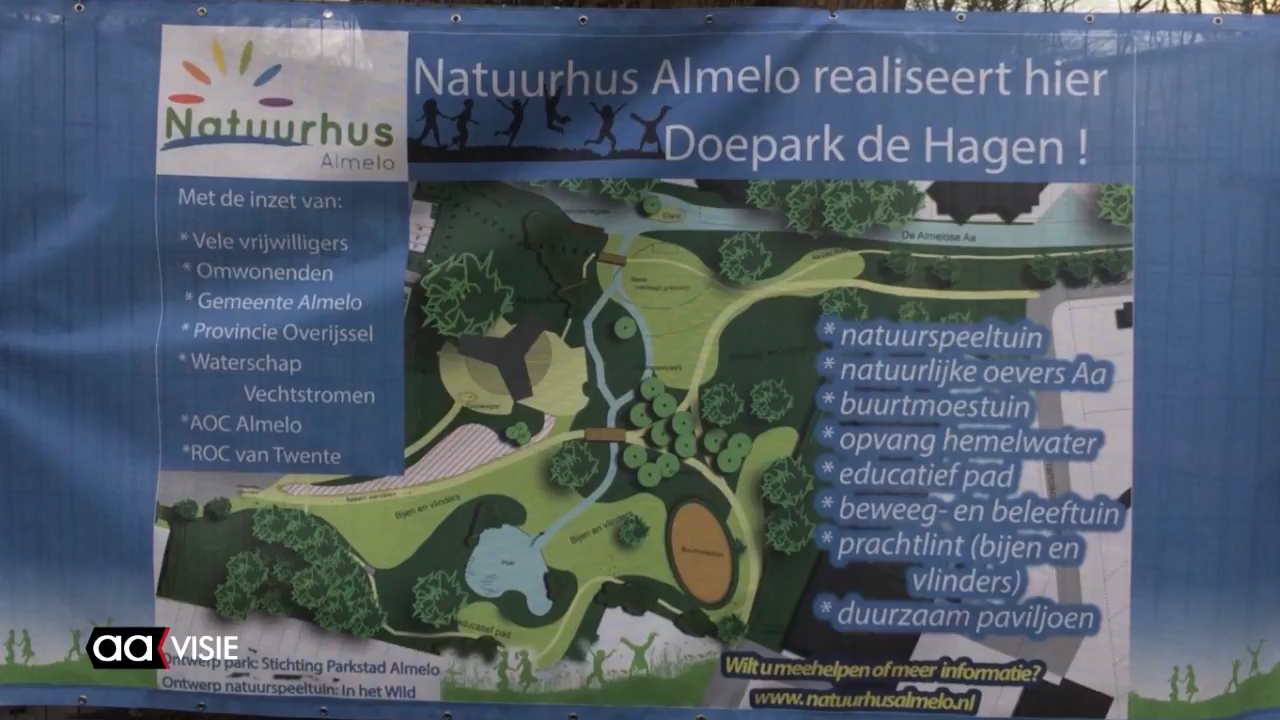 Natuurhus
Almelo
Natuurhus Almelo realiseert hier
Doepark de Hagen !
Met de inzet van:
* Vele vrijwilligers
* Omwonenden
* Gemeente Almelo
* Provincie Overijssel
* Waterschap
Vechtstromen
*AOC Almelo
*ROC van Twente
Eiland
De Almelose Aa
Bijen en vlinders
Bijen en vlinders
Poel
educatief pad
* natuurspeeltuin
* natuurlijke oevers Aa
* buurtmoestuin
* opvang hemelwater
* educatief pad
* beweeg- en beleeftuin
* prachtlint (bijen en
vlinders)
* duurzaam paviljoen
aa VISIE
Ontwerp park: Stichting Parkstad Almelo
Ontwerp natuurspeeltuin: In het Wild
Wilt u meehelpen of meer informatie?
www.natuurhusalmelo.nl